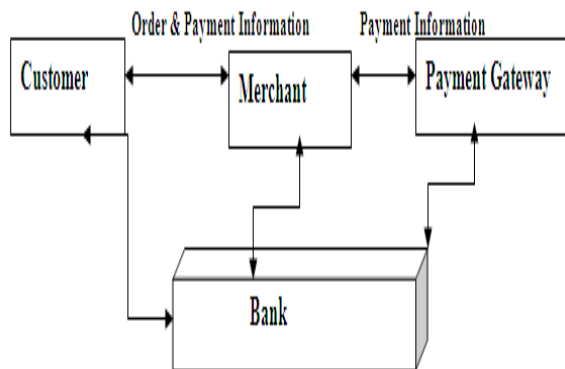 Order & Payment Information
Payment Information
Customer
Merchant
Payment Gateway
Bank